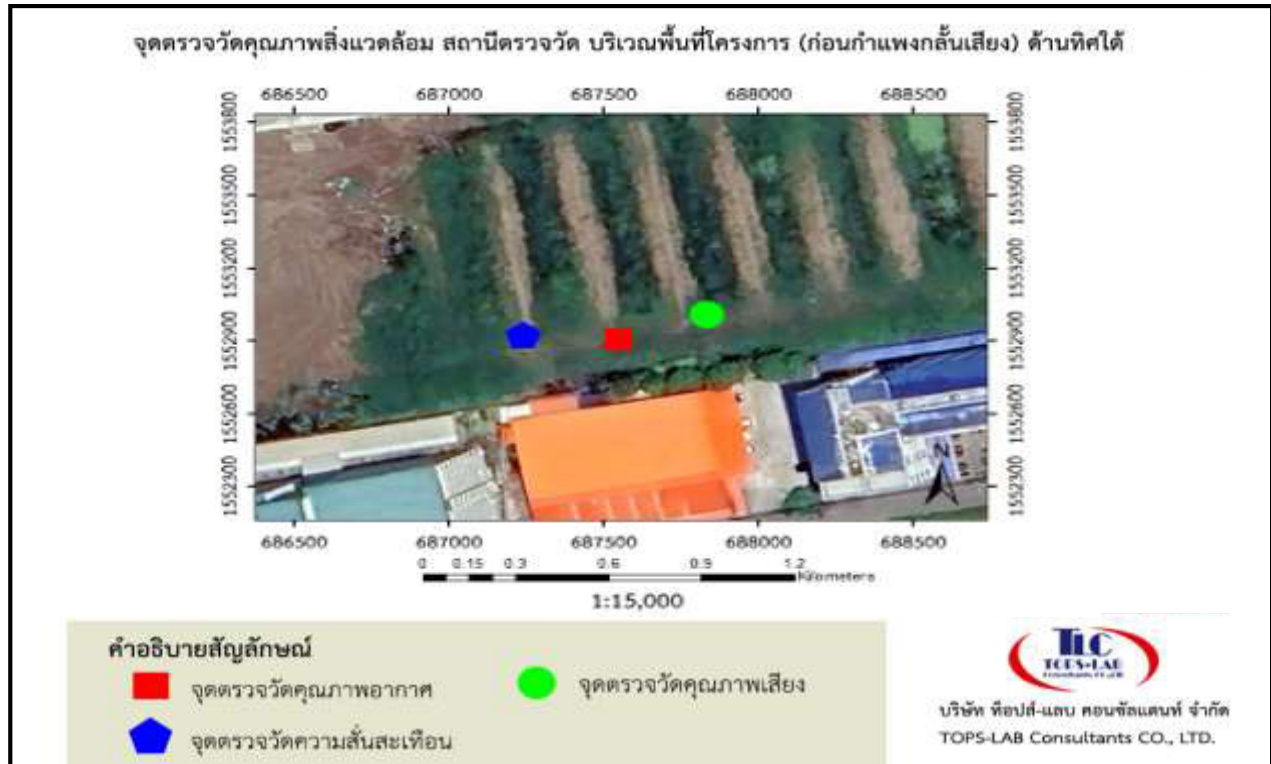 จุดตรวจวัดคุณภาพสิ่งแวดล้อม สถานีตรวจวัด บริเวณพื้นที่โครงการ (ก่อนกำแพงกลั้นเสียง) ด้านทิศใต้
686500 687000 687500 688000 688500
1553800 1553500 1553200 1552900 1552600 1552300
1553800 1553500 1553200 1552900 1552600 1552300
N
686500 687000 687500 688000 688500
0 0.15 0.3 0.6 0.9 1.2
Kilometers
1:15,000
คำอธิบายสัญลักษณ์
จุดตรวจวัดคุณภาพอากาศ
จุดตรวจวัดคุณภาพเสียง
จุดตรวจวัดความสั่นสะเทือน
TLC
TOPS-LAB
บริษัท ท็อปส์-แลบ คอนซัลแตนท์ จำกัด
TOPS-LAB Consultants CO., LTD.